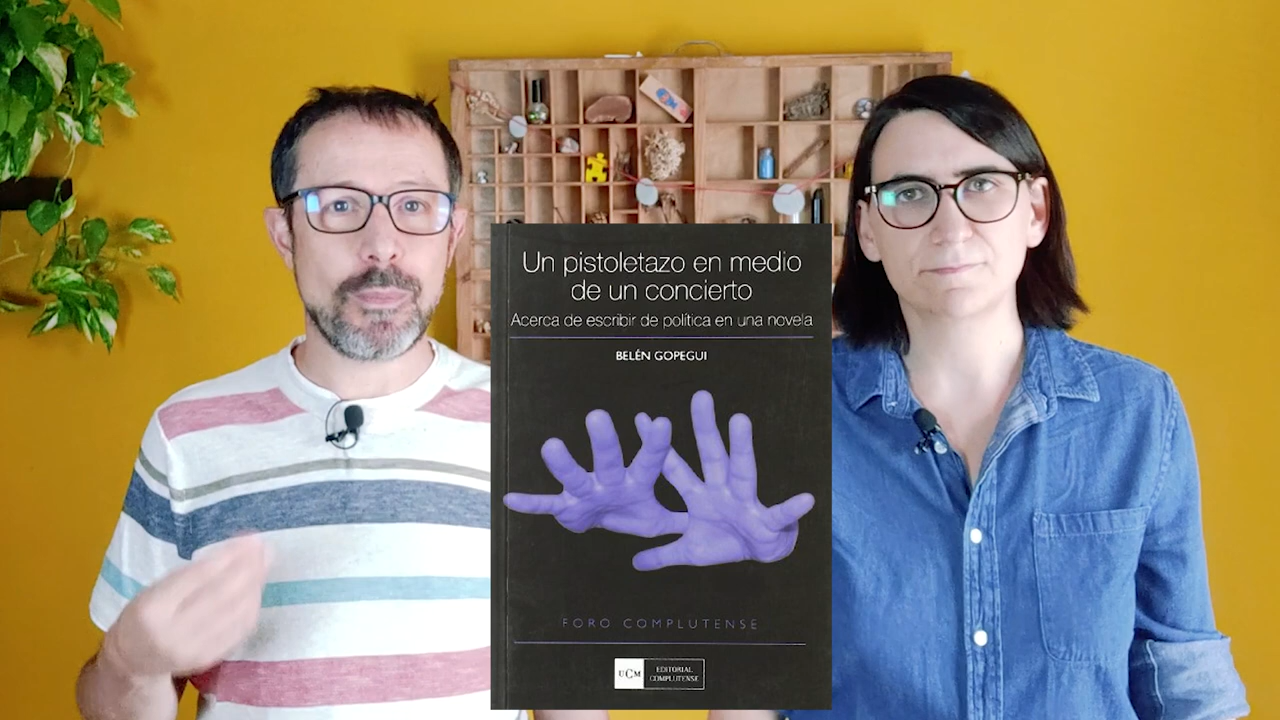 Un pistoletazo en medio
de un concierto
Acerca de escribir de política en una novela
BELÉN GOPEGUI
FORO COMPLUTENSE
UCM
EDITORIAL
COMPLUTENSE